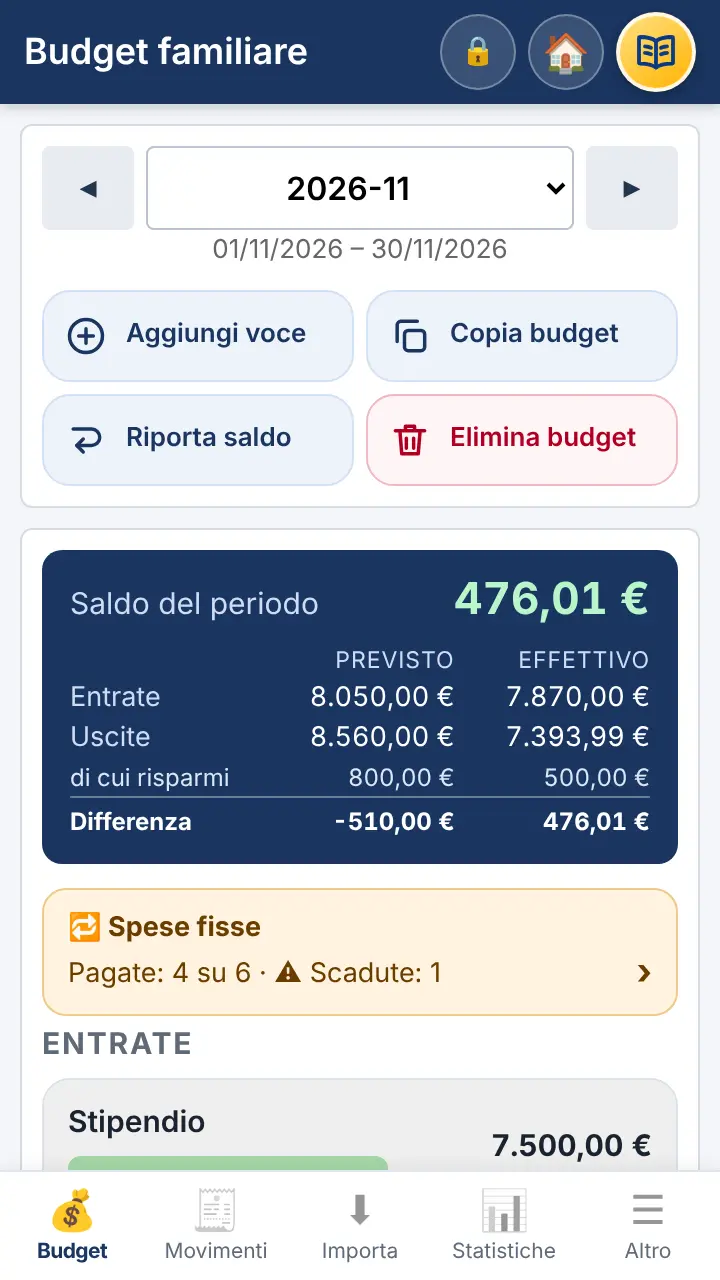 Budget familiare
2026-11
01/11/2026 – 30/11/2026
Aggiungi voce
Copia budget
Riporta saldo
Elimina budget
Saldo del periodo 476,01 €
PREVISTO EFFETTIVO
Entrate 8.050,00 € 7.870,00 €
Uscite 8.560,00 € 7.393,99 €
di cui risparmi 800,00 € 500,00 €
Differenza -510,00 € 476,01 €
Spese fisse
Pagate: 4 su 6 · ⚠ Scadute: 1
ENTRATE
Stipendio
7.500,00 €
Budget Movimenti Importa Statistiche Altro